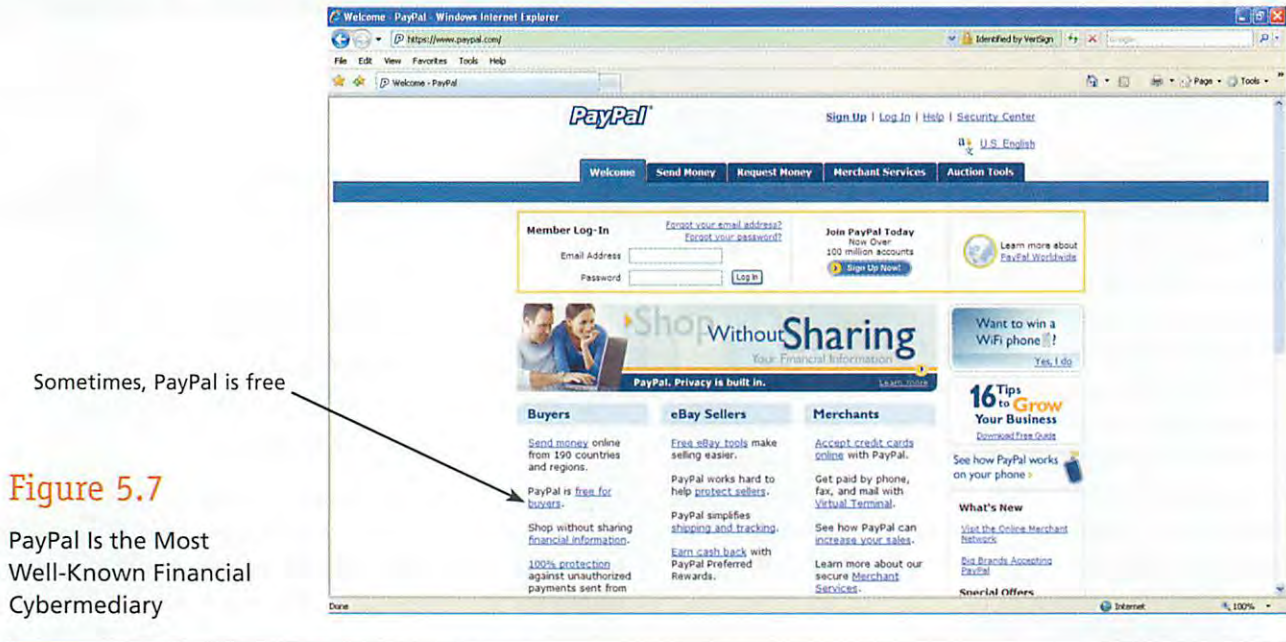 Welcome - PayPal - Windows Internet Explorer
https://www.paypal.com/
Identified by VeriSign
Google
File Edit View Favorites Tools Help
Welcome - PayPal
Page Tools
PayPal
Sign Up | Log In | Help | Security Center
U.S. English
Welcome Send Money Request Money Merchant Services Auction Tools
Member Log-In
Forgot your email address?
Forgot your password?
Email Address
Password
Log In
Join PayPal Today
Now Over
100 million accounts
Sign Up Now!
Learn more about
PayPal Worldwide
Shop Without Sharing
Your Financial Information
PayPal. Privacy is built in.
Learn more
Want to win a
WiFi phone ?
Yes, I do
16 Tips
to Grow
Your Business
Download Free Guide
See how PayPal works
on your phone
What's New
Visit the Online Merchant
Network
Big Brands Accepting
PayPal
Special Offers
Buyers
Send money online
from 190 countries
and regions.
PayPal is free for
buyers.
Shop without sharing
financial information.
100% protection
against unauthorized
payments sent from
eBay Sellers
Free eBay tools make
selling easier.
PayPal works hard to
help protect sellers.
PayPal simplifies
shipping and tracking.
Earn cash back with
PayPal Preferred
Rewards.
Merchants
Accept credit cards
online with PayPal.
Get paid by phone,
fax, and mail with
Virtual Terminal.
See how PayPal can
increase your sales.
Learn more about our
secure Merchant
Services.
Done
Internet
100%
Sometimes, PayPal is free
Figure 5.7
PayPal Is the Most
Well-Known Financial
Cybermediary